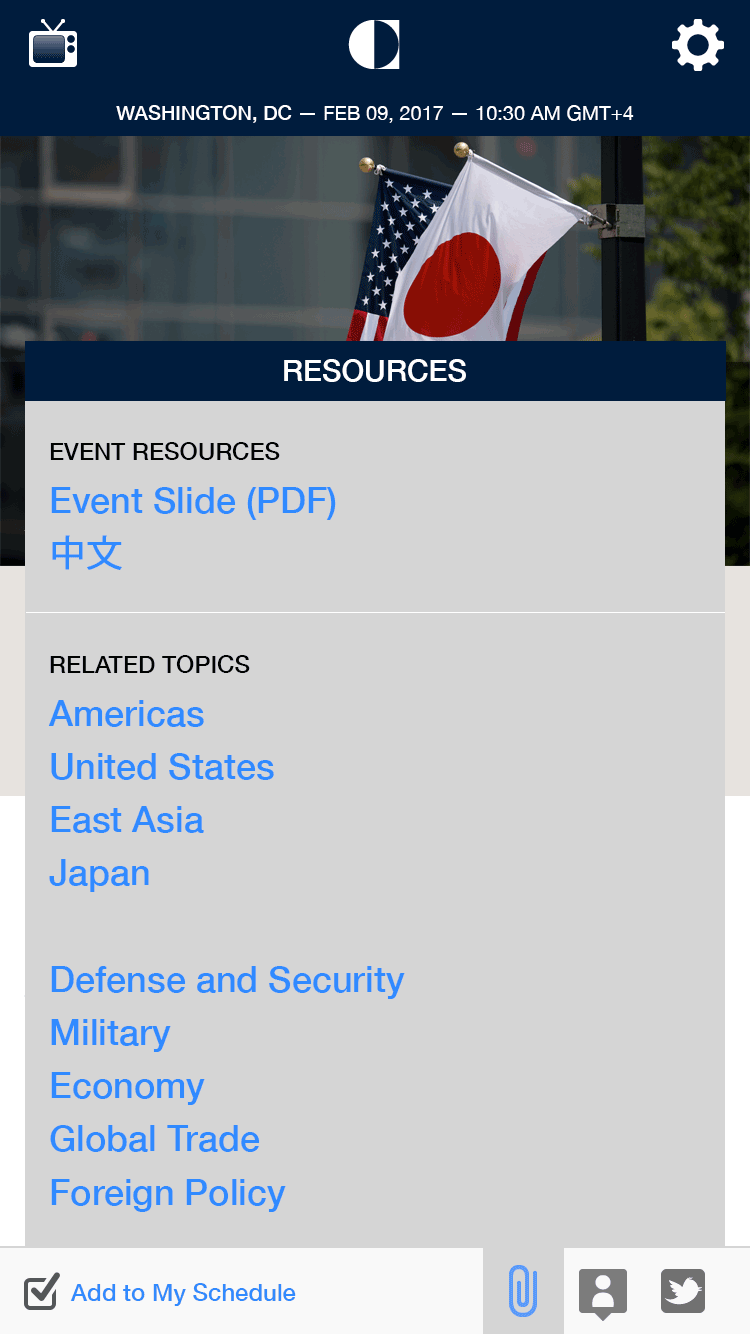 WASHINGTON, DC — FEB 09, 2017 — 10:30 AM GMT+4
RESOURCES
EVENT RESOURCES
Event Slide (PDF)
中文
RELATED TOPICS
Americas
United States
East Asia
Japan
Defense and Security
Military
Economy
Global Trade
Foreign Policy
Add to My Schedule